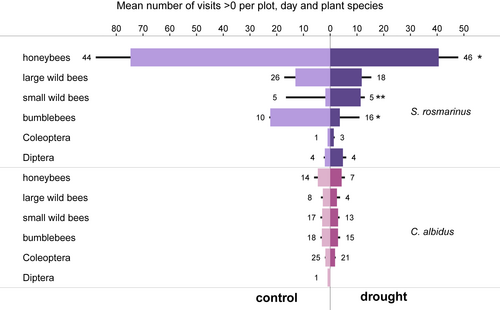 Mean number of visits >0 per plot, day and plant species
80 70 60 50 40 30 20 10 0 10 20 30 40 50
honeybees 44 46 *
large wild bees 26 18
small wild bees 5 5 **
bumblebees 10 16 *
S. rosmarinus
Coleoptera 1 3
Diptera 4 4
honeybees 14 7
large wild bees 8 4
small wild bees 17 13
C. albidus
bumblebees 18 15
Coleoptera 25 21
Diptera 1
control drought